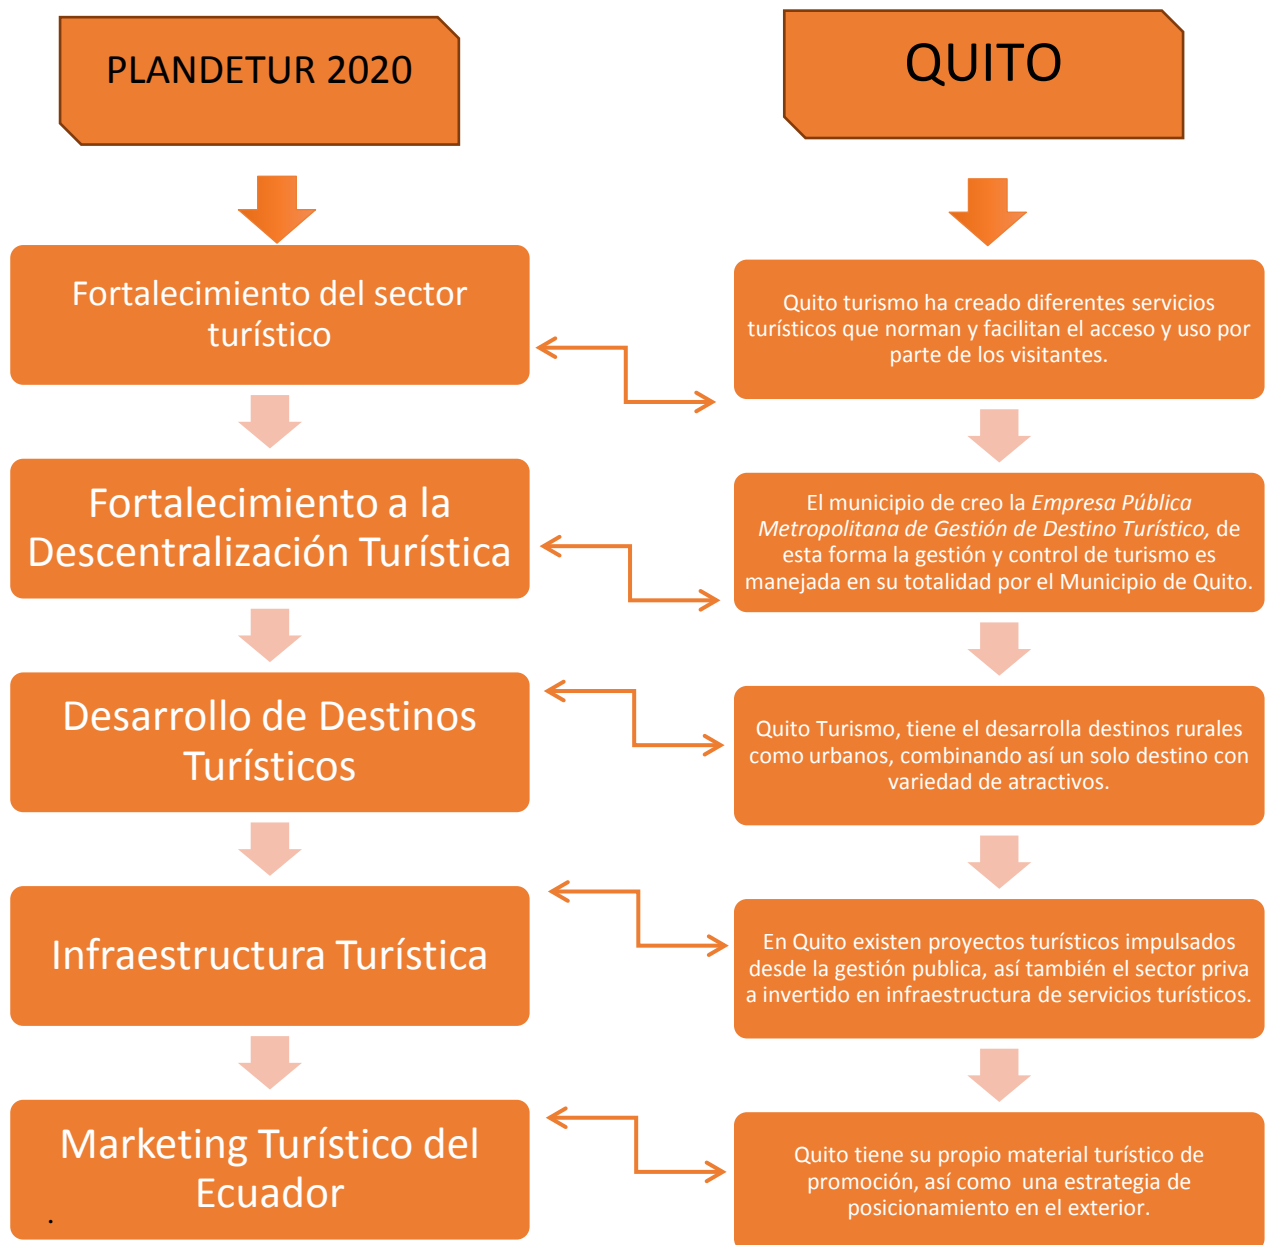 PLANDETUR 2020
Fortalecimiento del sector
turístico
Fortalecimiento a la
Descentralización Turística
Desarrollo de Destinos
Turísticos
Infraestructura Turística
Marketing Turístico del
Ecuador
.
QUITO
Quito turismo ha creado diferentes servicios
turísticos que norman y facilitan el acceso y uso por
parte de los visitantes.
El municipio de creo la Empresa Pública
Metropolitana de Gestión de Destino Turístico, de
esta forma la gestión y control de turismo es
manejada en su totalidad por el Municipio de Quito.
Quito Turismo, tiene el desarrolla destinos rurales
como urbanos, combinando así un solo destino con
variedad de atractivos.
En Quito existen proyectos turísticos impulsados
desde la gestión publica, así también el sector priva
a invertido en infraestructura de servicios turísticos.
Quito tiene su propio material turístico de
promoción, así como una estrategia de
posicionamiento en el exterior.